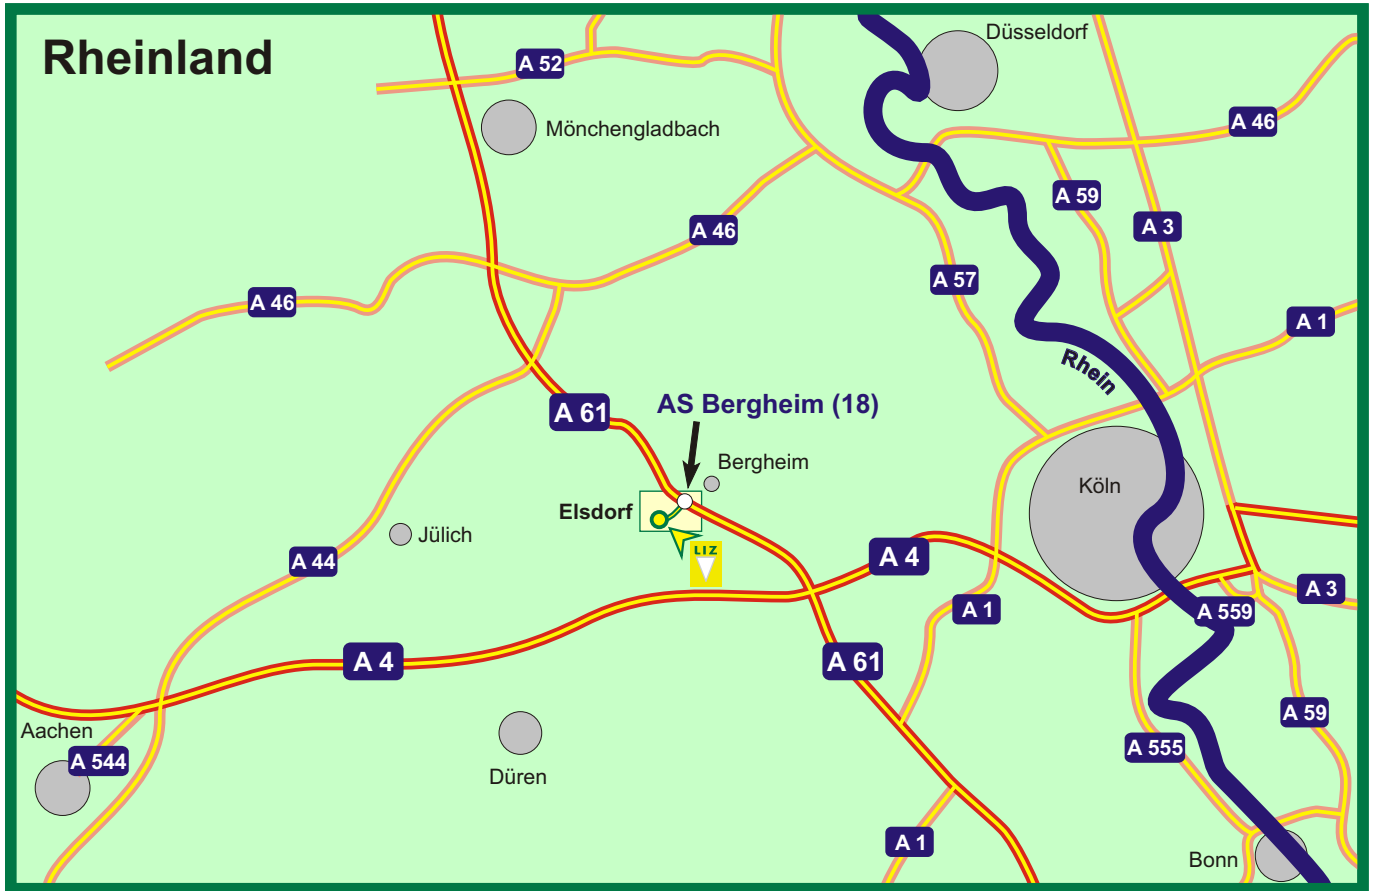 Düsseldorf
Rheinland
A 52
A 46
Mönchengladbach
A 59
A 3
A 46
A 57
A 46
A 1
Rhein
AS Bergheim (18)
A 61
Bergheim
Köln
Elsdorf
Jülich
LIZ
A 4
A 44
A 3
A 1
A 559
A 4
A 61
A 59
Aachen
A 555
A 544
Düren
A 1
Bonn